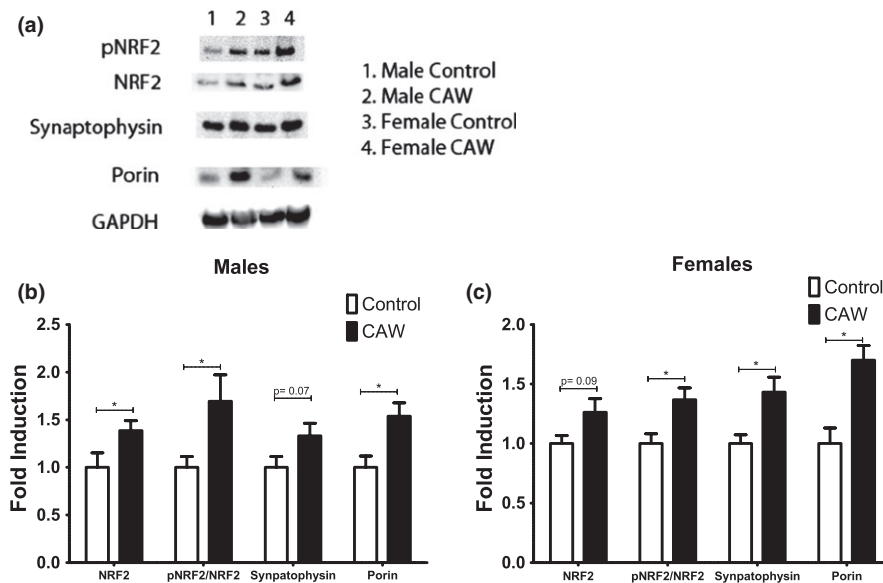 (a)
1 2 3 4
pNRF2
NRF2
Synaptophysin
Porin
GAPDH
1. Male Control
2. Male CAW
3. Female Control
4. Female CAW
Males
(b)
Control
CAW
Fold Induction
2.5
2.0
1.5
1.0
0.5
0.0
*
*
p= 0.07
*
NRF2 pNRF2/NRF2 Synpatophysin Porin
Females
(c)
Control
CAW
Fold Induction
2.0
1.5
1.0
0.5
0.0
p= 0.09
*
*
*
NRF2 pNRF2/NRF2 Synpatophysin Porin